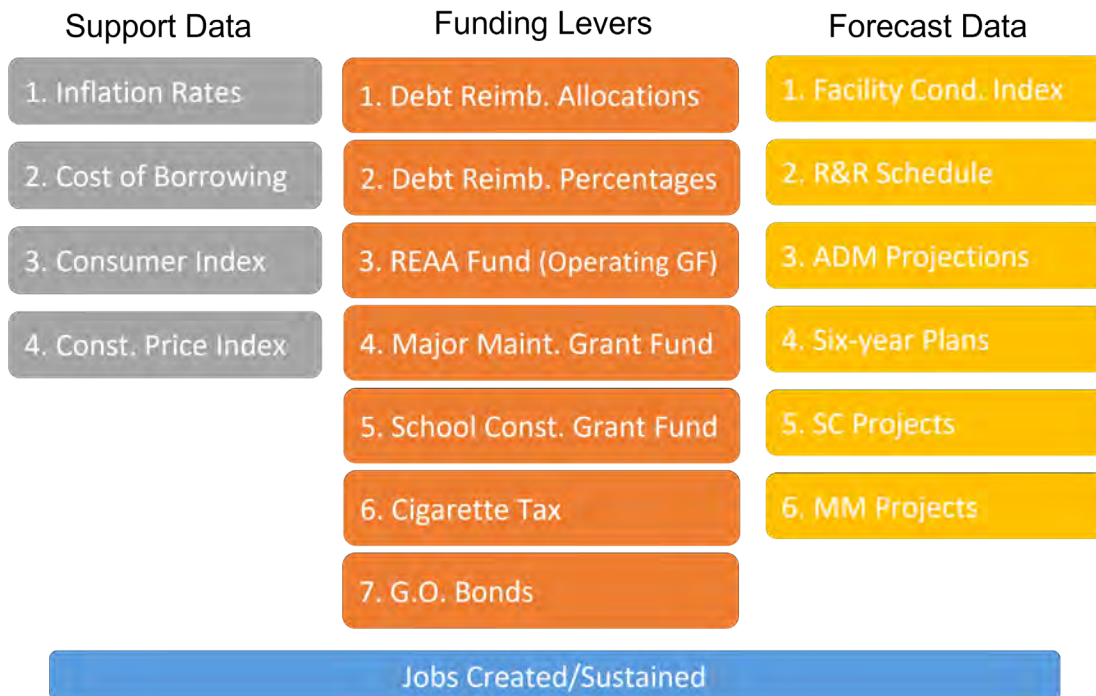 Support Data
1. Inflation Rates
2. Cost of Borrowing
3. Consumer Index
4. Const. Price Index
Funding Levers
1. Debt Reimb. Allocations
2. Debt Reimb. Percentages
3. REAA Fund (Operating GF)
4. Major Maint. Grant Fund
5. School Const. Grant Fund
6. Cigarette Tax
7. G.O. Bonds
Forecast Data
1. Facility Cond. Index
2. R&R Schedule
3. ADM Projections
4. Six-year Plans
5. SC Projects
6. MM Projects
Jobs Created/Sustained